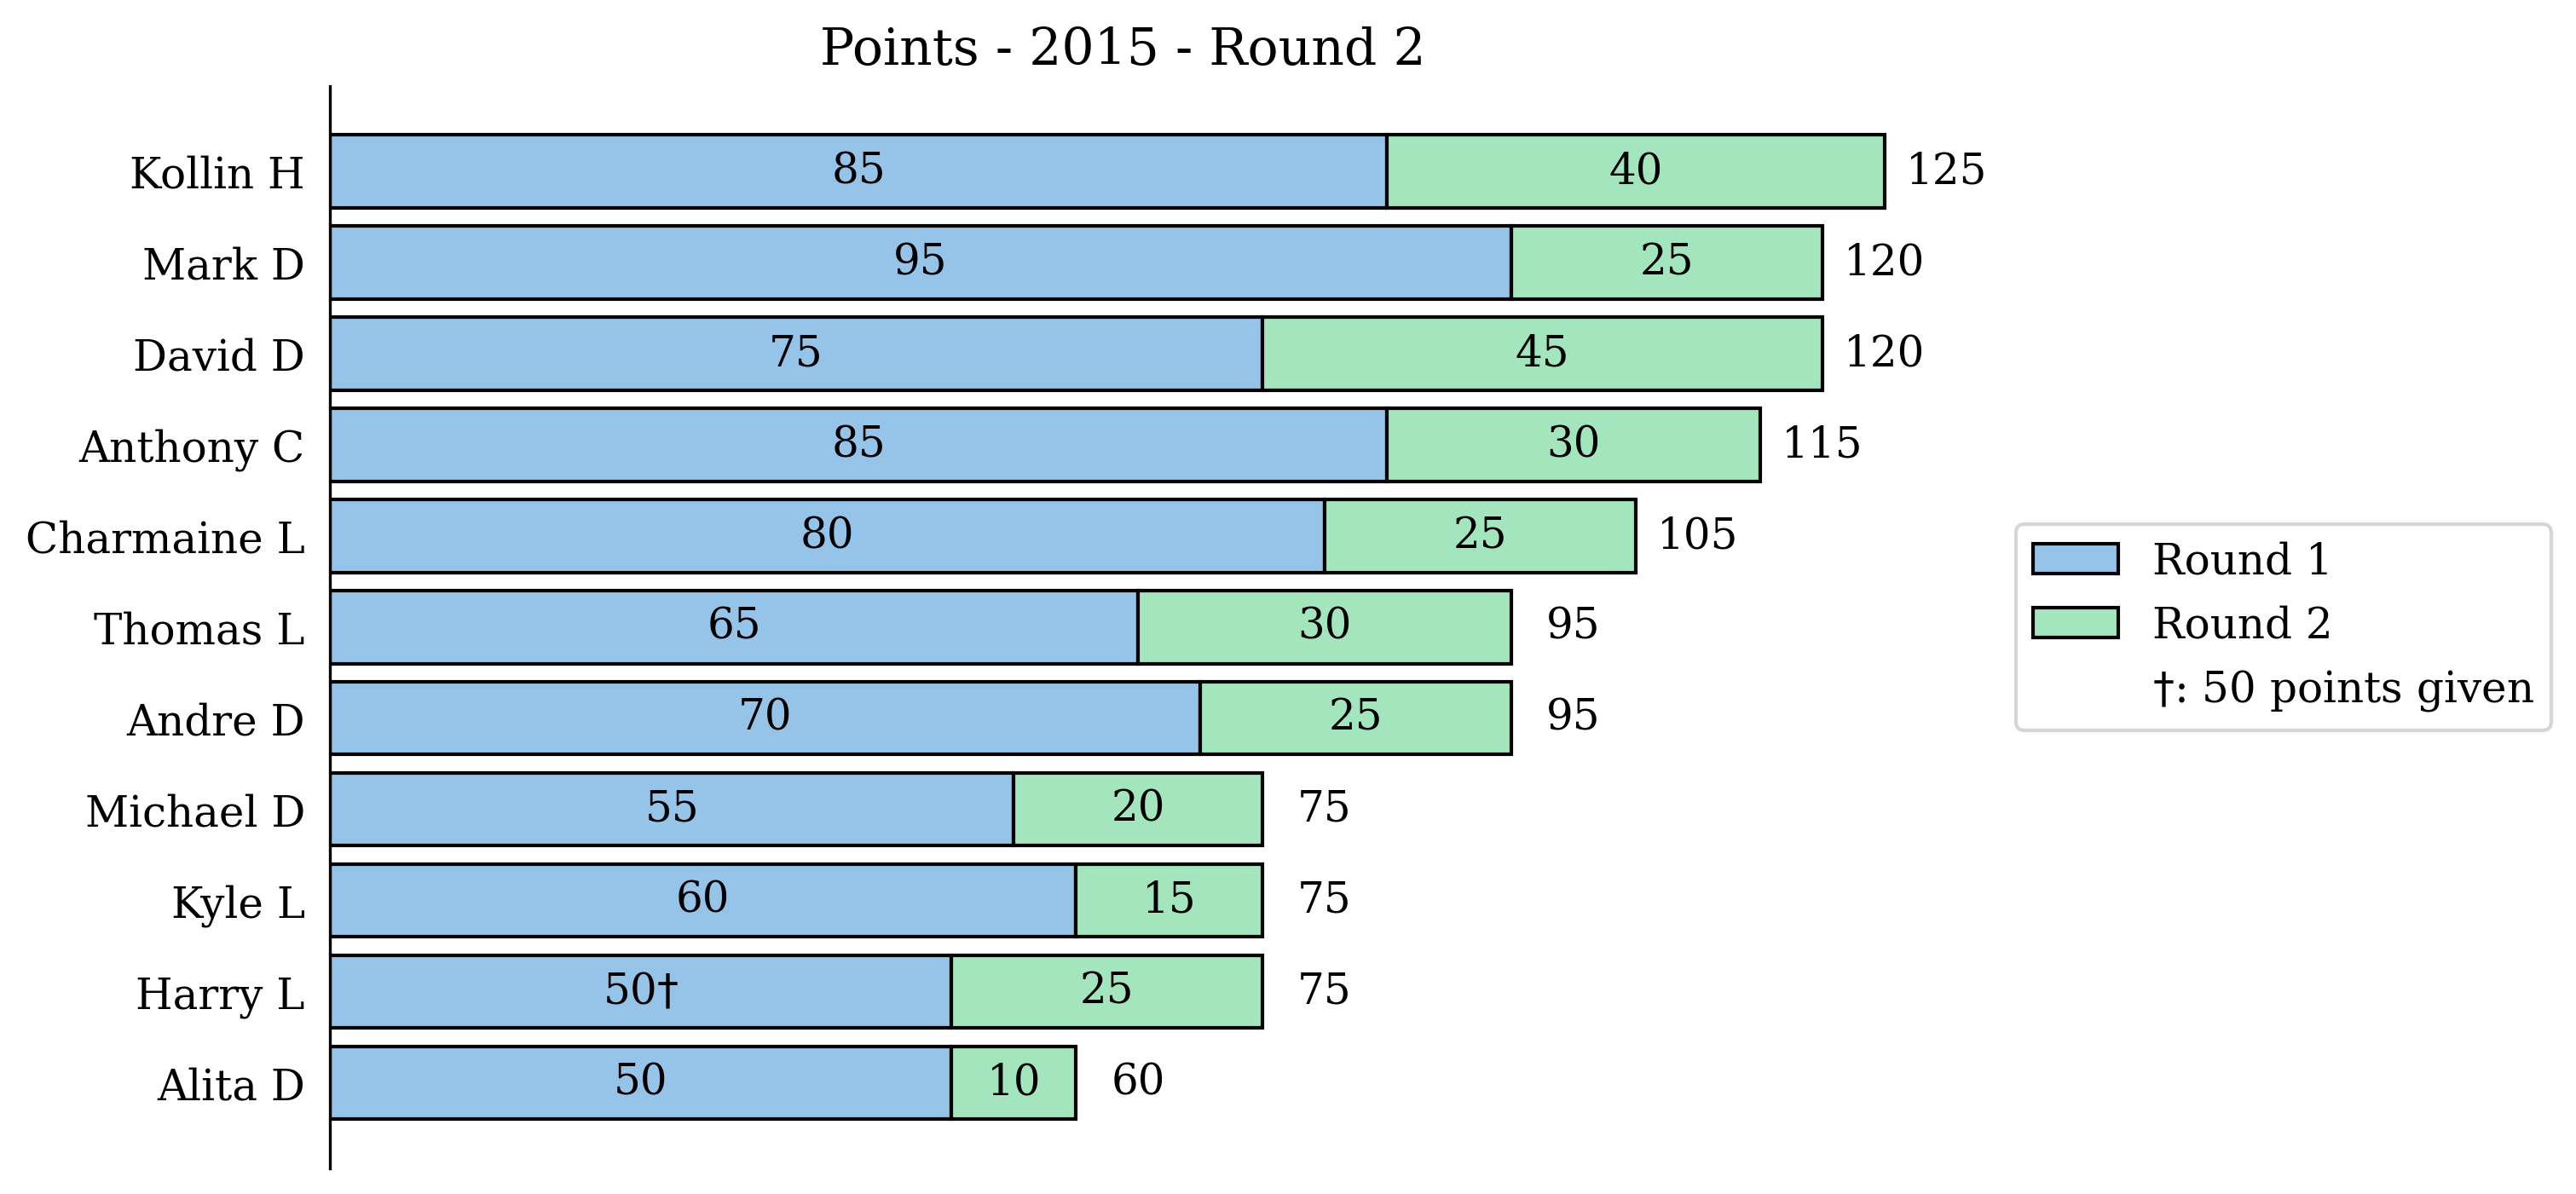 Points - 2015 - Round 2
Kollin H 85 40 125
Mark D 95 25 120
David D 75 45 120
Anthony C 85 30 115
Charmaine L 80 25 105
Thomas L 65 30 95
Andre D 70 25 95
Michael D 55 20 75
Kyle L 60 15 75
Harry L 50† 25 75
Alita D 50 10 60
Round 1
Round 2
†: 50 points given